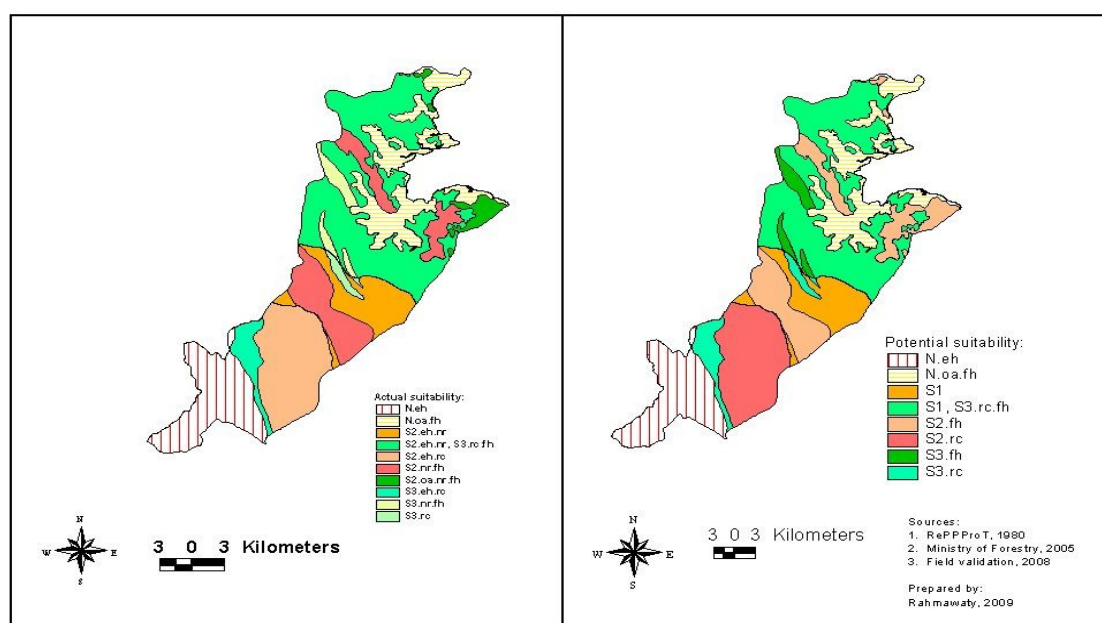 Actual suitability:
N.eh
N.oa.fh
S2.eh.nr
S2.eh.nr, S3.rc.fh
S2.eh.rc
S2.nr.fh
S2.oa.nr.fh
S3.eh.rc
S3.nr.fh
S3.rc
N
W E
S
3 0 3 Kilometers
Potential suitability:
N.eh
N.oa.fh
S1
S1, S3.rc.fh
S2.fh
S2.rc
S3.fh
S3.rc
N
W E
S
3 0 3 Kilometers
Sources:
1. RePPProT, 1980
2. Ministry of Forestry, 2005
3. Field validation, 2008
Prepared by:
Rahmawaty, 2009